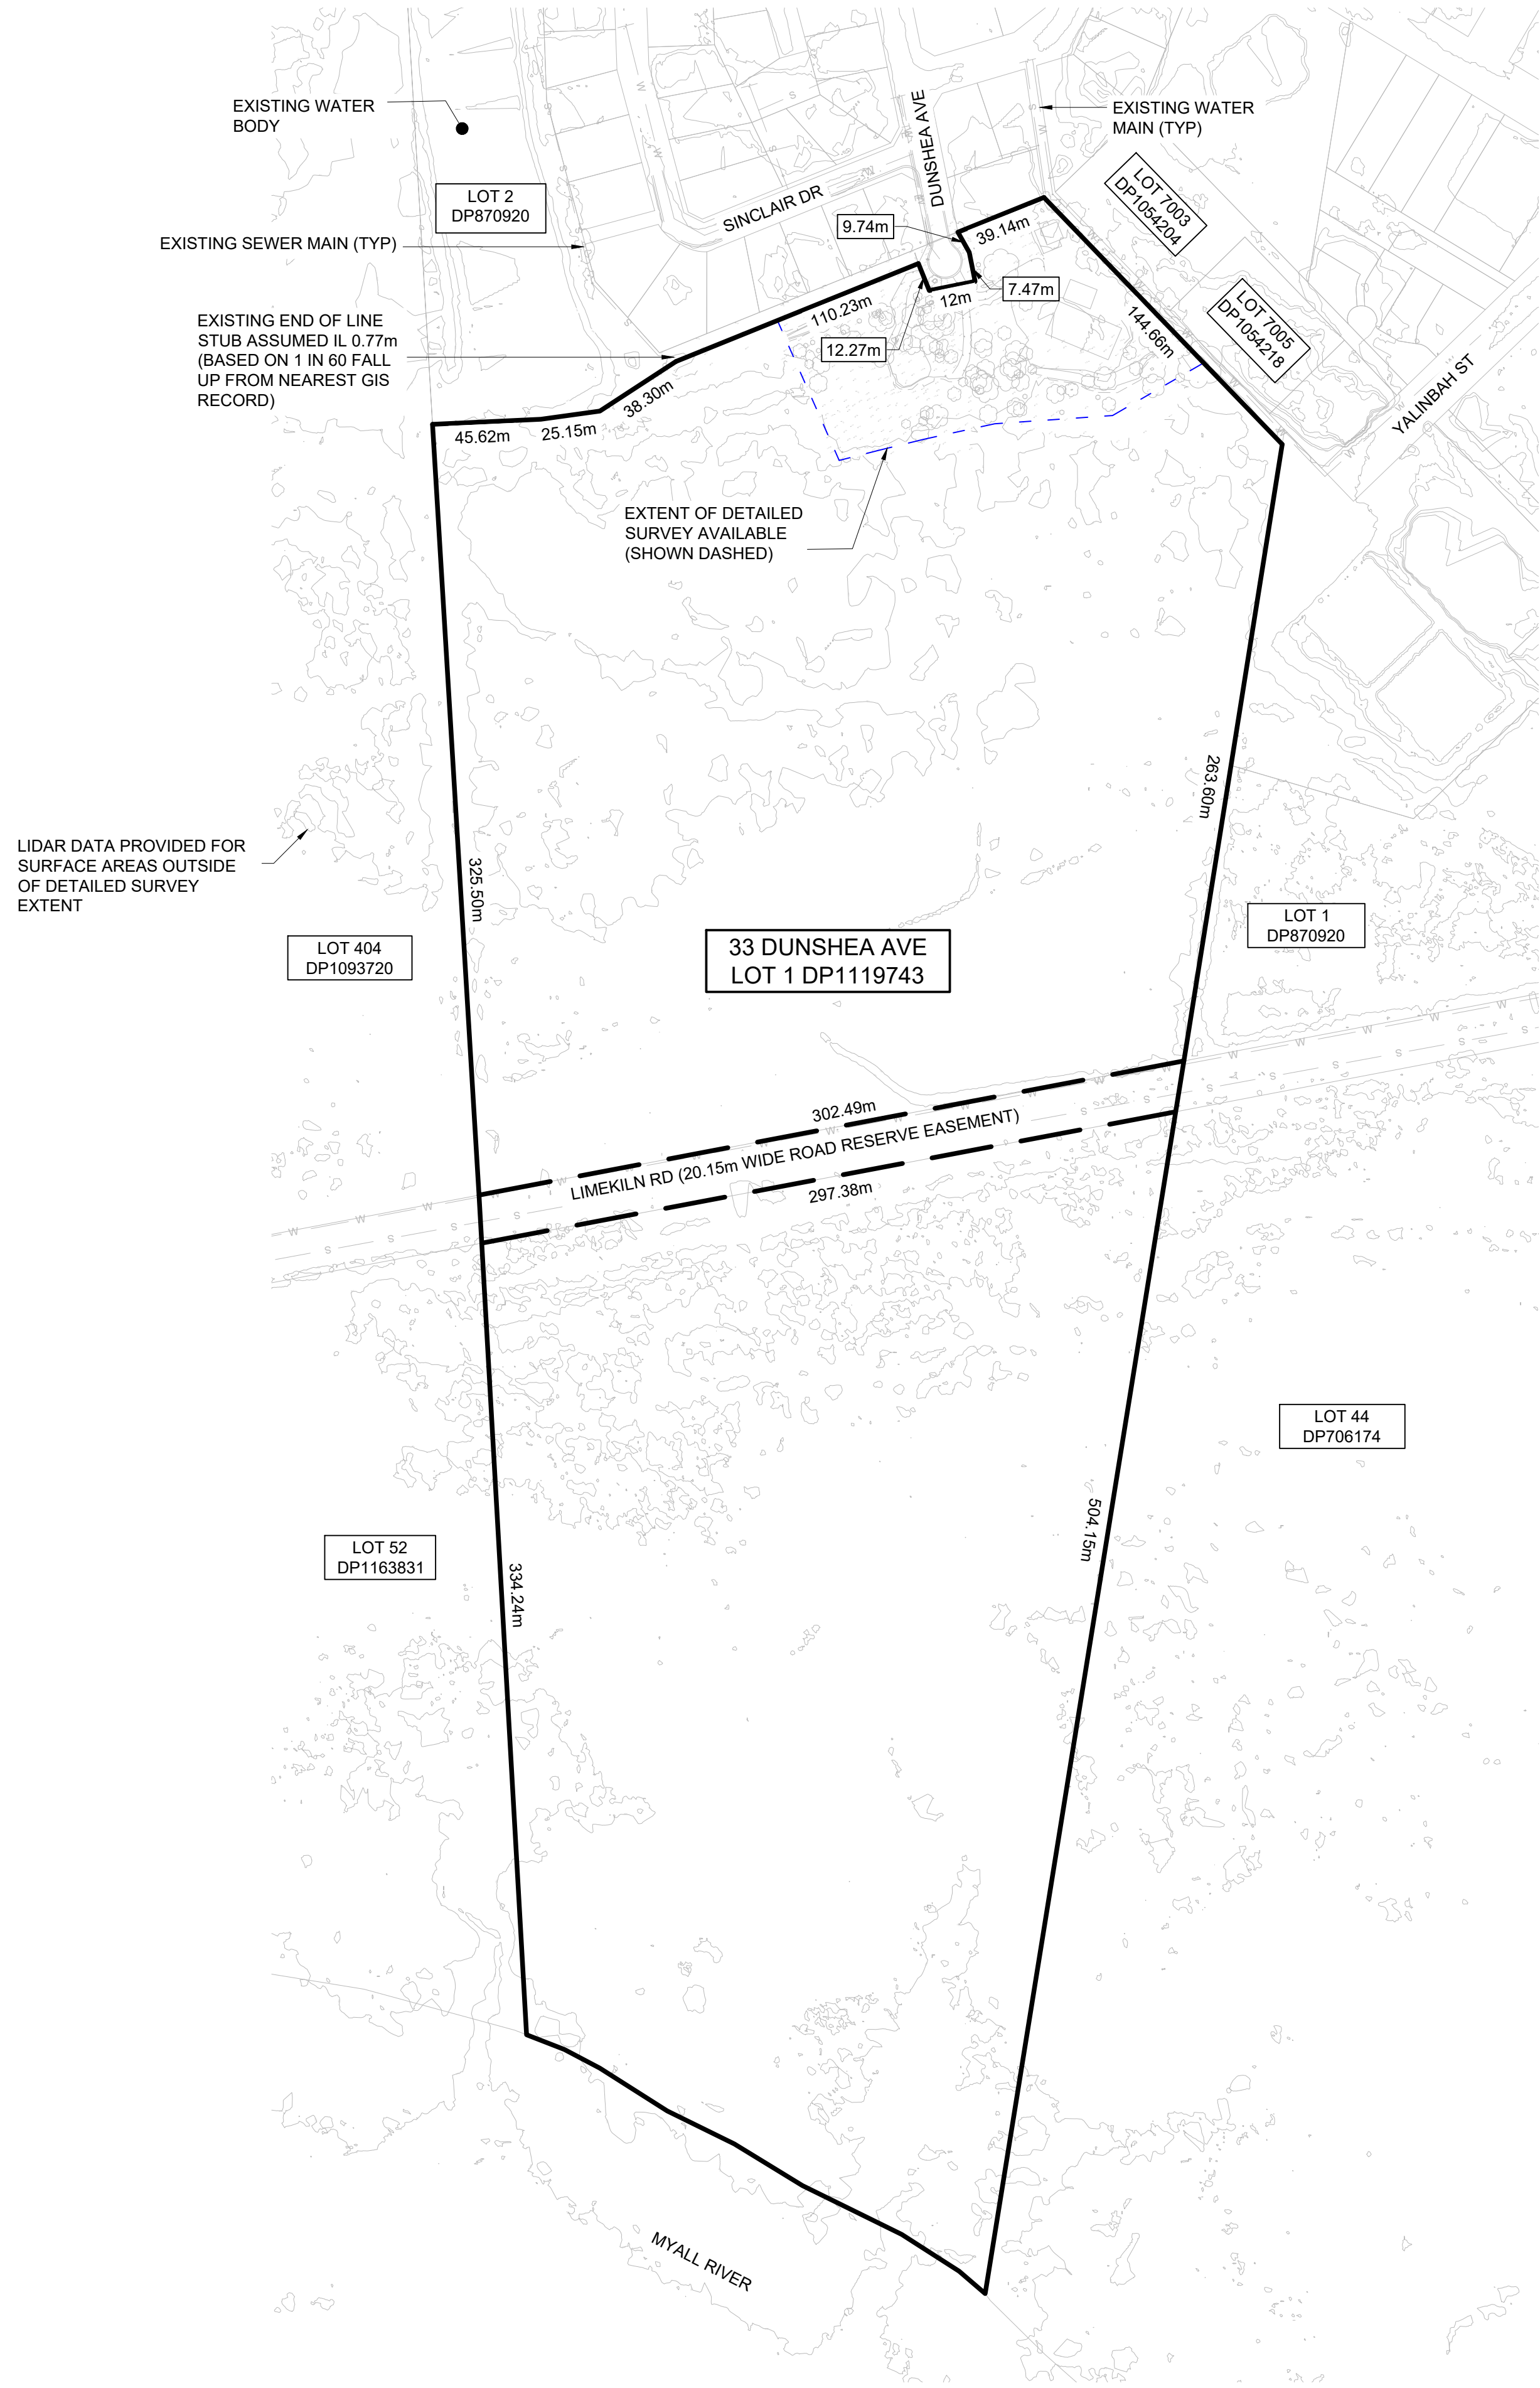 DUNSHEA AVE
EXISTING WATER
BODY
EXISTING WATER
MAIN (TYP)
LOT 7003
DP1054204
LOT 2
DP870920
SINCLAIR DR
9.74m
39.14m
EXISTING SEWER MAIN (TYP)
7.47m
12m
110.23m
144.66m
LOT 7005
DP1054218
EXISTING END OF LINE
STUB ASSUMED IL 0.77m
(BASED ON 1 IN 60 FALL
UP FROM NEAREST GIS
RECORD)
12.27m
YALINBAH ST
38.30m
45.62m
25.15m
EXTENT OF DETAILED
SURVEY AVAILABLE
(SHOWN DASHED)
263.60m
LIDAR DATA PROVIDED FOR
SURFACE AREAS OUTSIDE
OF DETAILED SURVEY
EXTENT
325.50m
LOT 404
DP1093720
33 DUNSHEA AVE
LOT 1 DP1119743
LOT 1
DP870920
302.49m
LIMEKILN RD (20.15m WIDE ROAD RESERVE EASEMENT)
297.38m
LOT 44
DP706174
504.15m
LOT 52
DP1163831
334.24m
MYALL RIVER